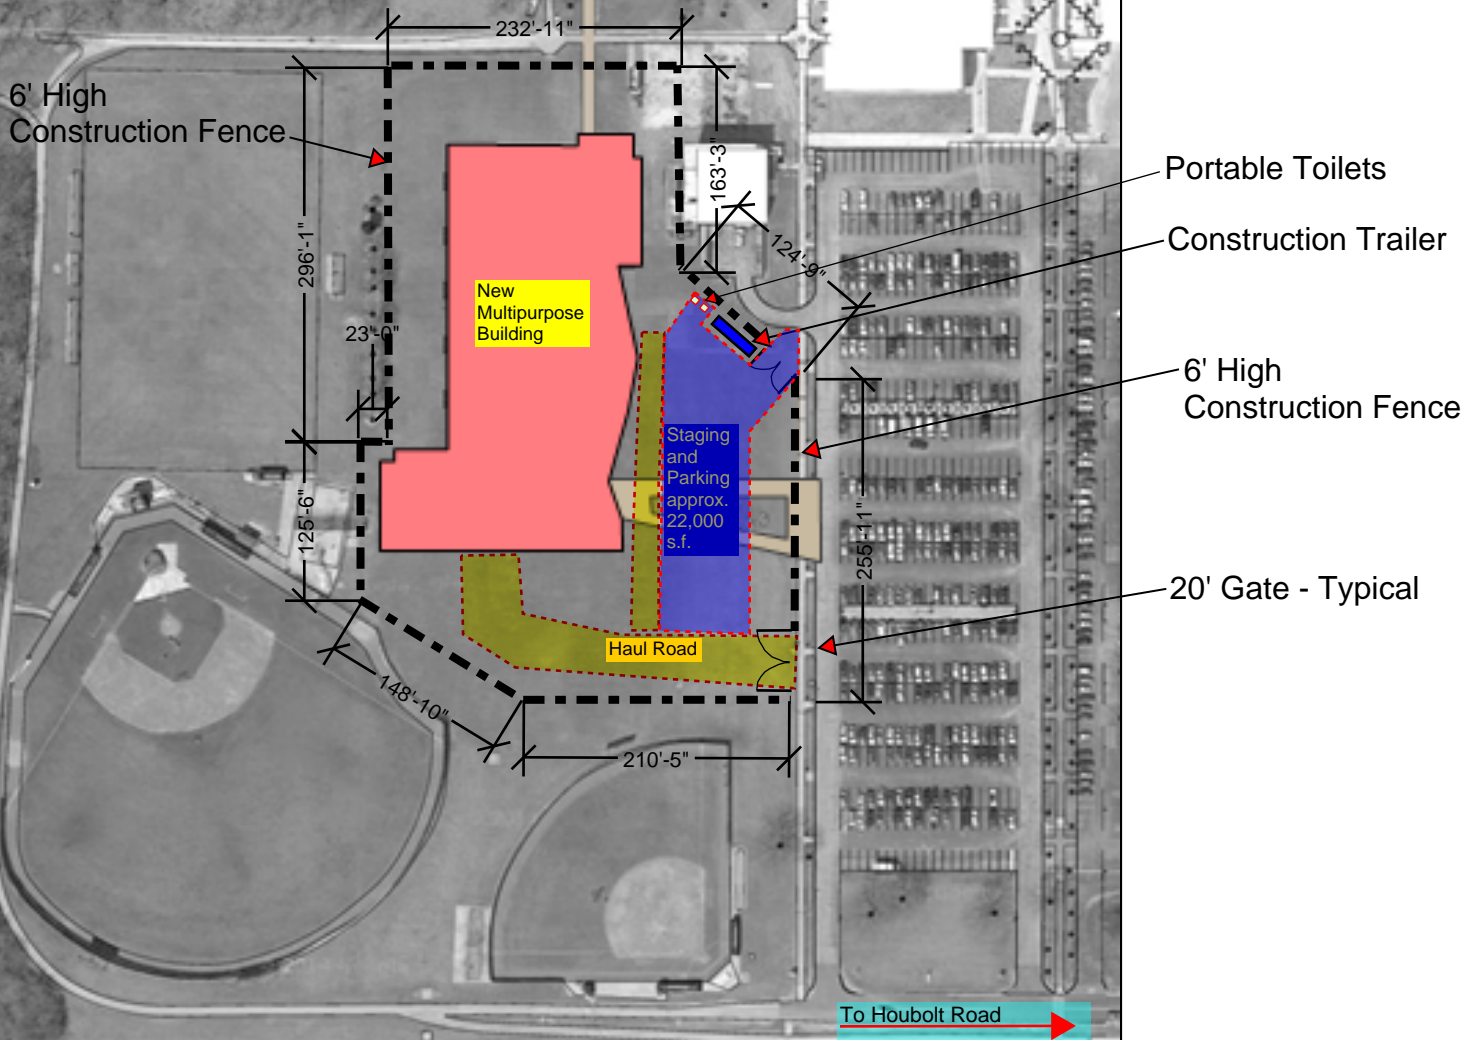 232'-11"
6' High
Construction Fence
163'-3"
Portable Toilets
296'-1"
124'-9"
Construction Trailer
New
Multipurpose
Building
23'-0"
6' High
Construction Fence
Staging
and
Parking
approx.
22,000
s.f.
125'-6"
255'-11"
20' Gate - Typical
Haul Road
148'-10"
210'-5"
To Houbolt Road